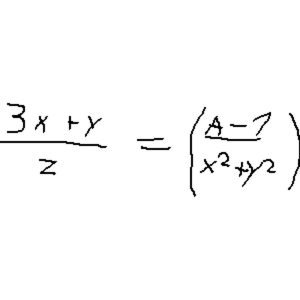 3x+y / z = (A-1 / x²+y²)